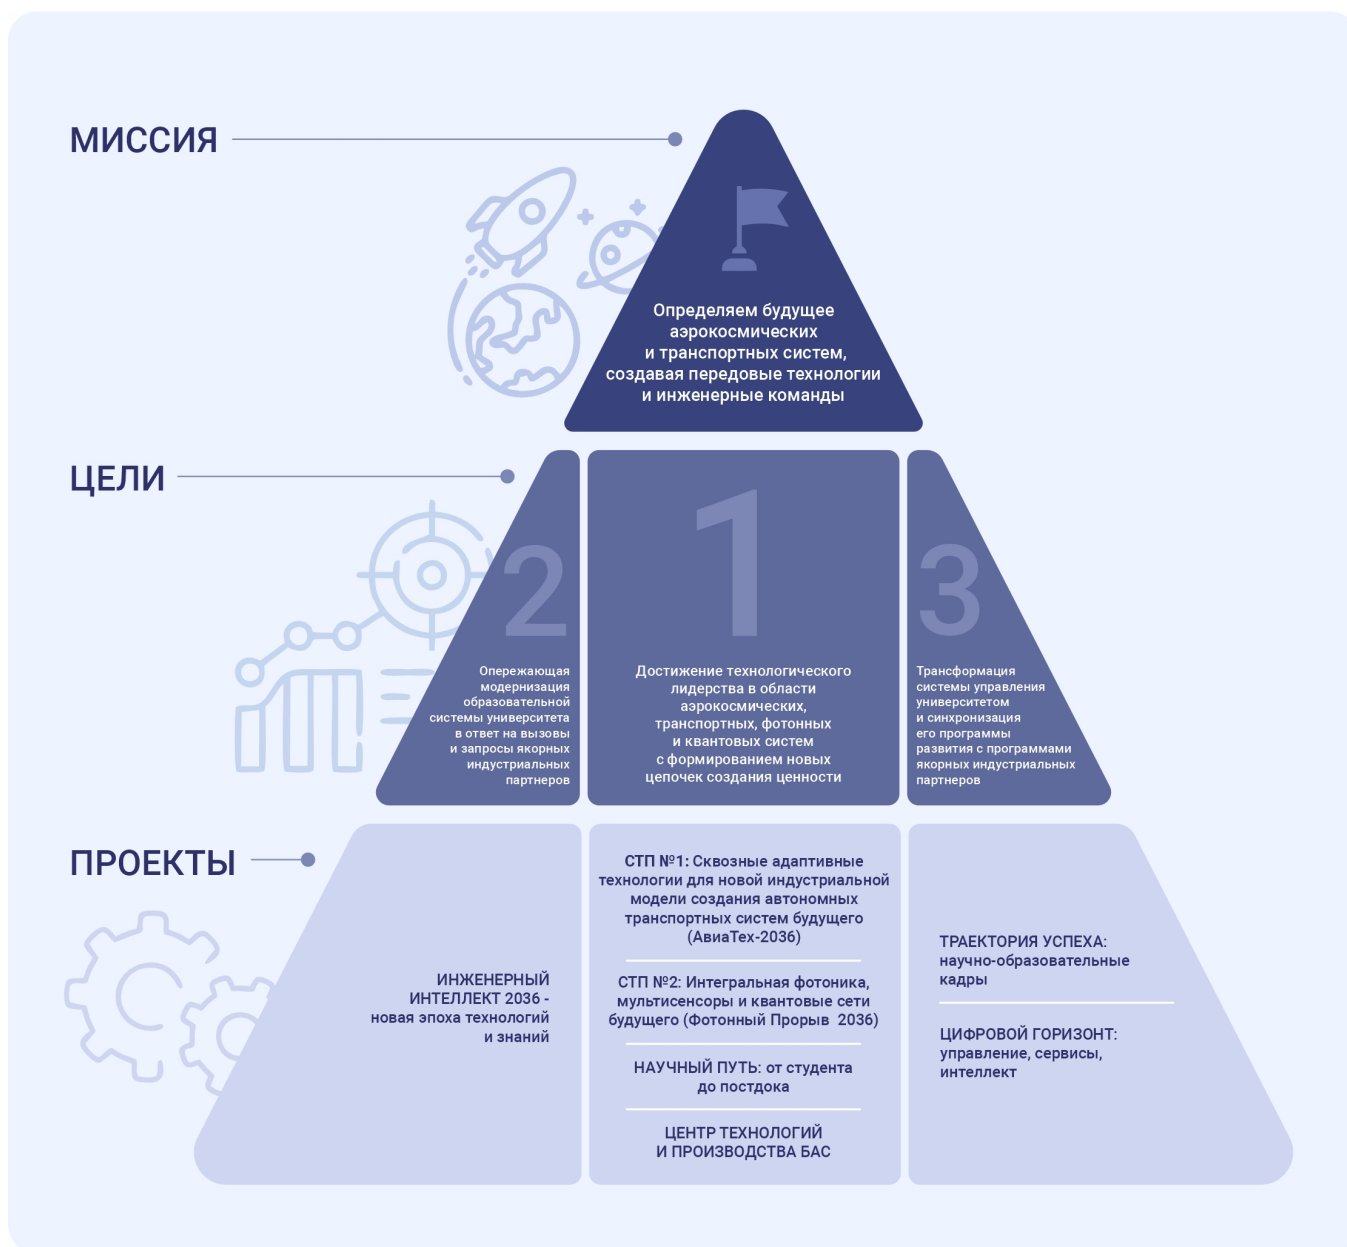 МИССИЯ
Определяем будущее
аэрокосмических
и транспортных систем,
создавая передовые технологии
и инженерные команды
ЦЕЛИ
2
Опережающая
модернизация
образовательной
системы университета
в ответ на вызовы
и запросы якорных
индустриальных
партнеров
1
Достижение технологического
лидерства в области
аэрокосмических,
транспортных, фотонных
и квантовых систем
с формированием новых
цепочек создания ценности
3
Трансформация
системы управления
университетом
и синхронизация
его программы
развития с программами
якорных индустриальных
партнеров
ПРОЕКТЫ
ИНЖЕНЕРНЫЙ
ИНТЕЛЛЕКТ 2036 -
новая эпоха технологий
и знаний
СТП №1: Сквозные адаптивные
технологии для новой индустриальной
модели создания автономных
транспортных систем будущего
(АвиаТех-2036)
СТП №2: Интегральная фотоника,
мультисенсоры и квантовые сети
будущего (Фотонный Прорыв 2036)
НАУЧНЫЙ ПУТЬ: от студента
до постдока
ЦЕНТР ТЕХНОЛОГИЙ
И ПРОИЗВОДСТВА БАС
ТРАЕКТОРИЯ УСПЕХА:
научно-образовательные
кадры
ЦИФРОВОЙ ГОРИЗОНТ:
управление, сервисы,
интеллект